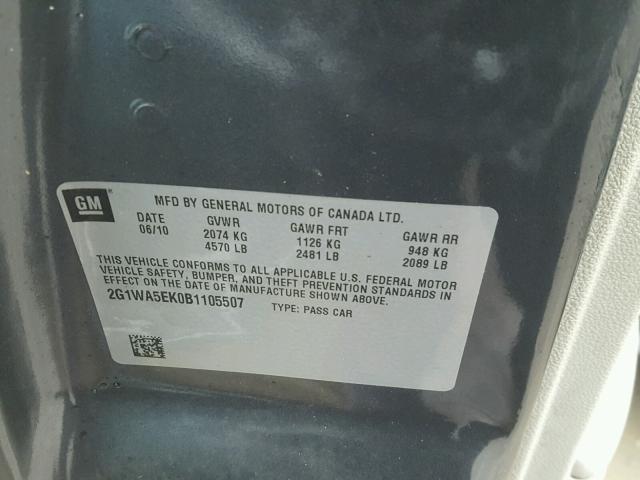 GM
MFD BY GENERAL MOTORS OF CANADA LTD.
DATE GVWR GAWR FRT GAWR RR
06/10 2074 KG 1126 KG 948 KG
4570 LB 2481 LB 2089 LB
THIS VEHICLE CONFORMS TO ALL APPLICABLE U.S. FEDERAL MOTOR
VEHICLE SAFETY, BUMPER, AND THEFT PREVENTION STANDARDS IN
EFFECT ON THE DATE OF MANUFACTURE SHOWN ABOVE.
2G1WA5EK0B1105507 TYPE: PASS CAR